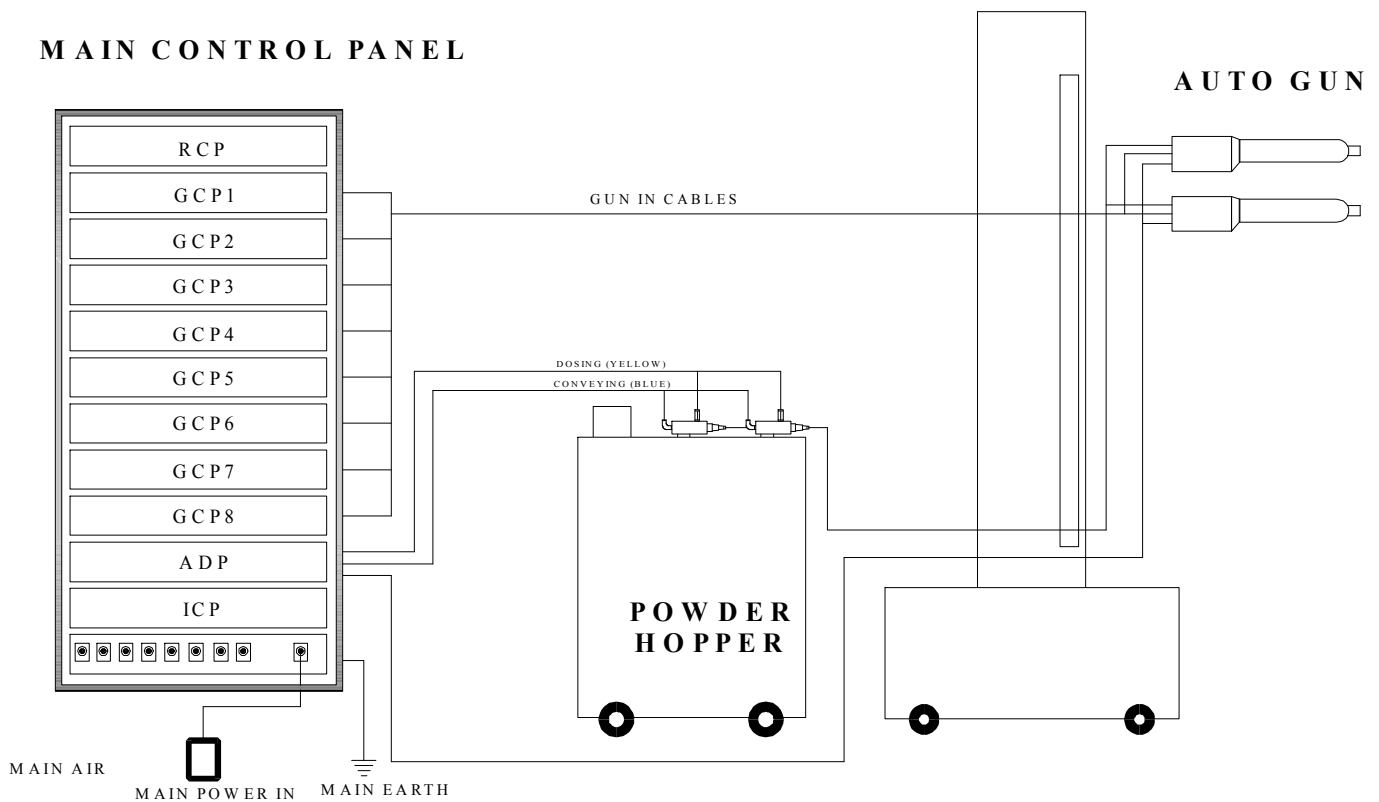 MAIN CONTROL PANEL
AUTO GUN
RCP
GCP1
GCP2
GCP3
GCP4
GCP5
GCP6
GCP7
GCP8
ADP
ICP
GUN IN CABLES
DOSING (YELLOW)
CONVEYING (BLUE)
POWDER
HOPPER
MAIN AIR
MAIN POWER IN
MAIN EARTH